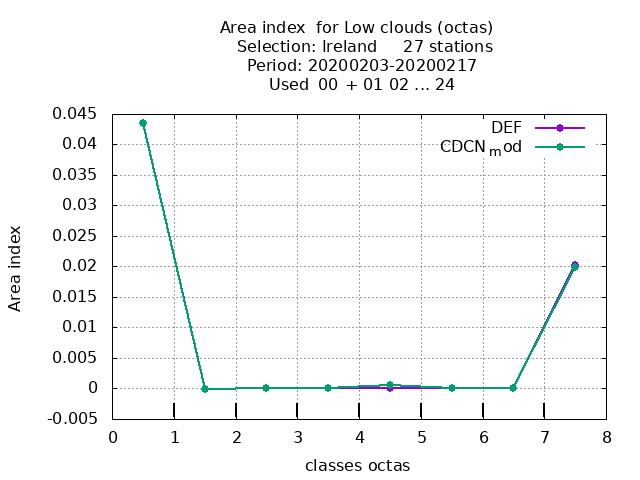 Area index  for Low clouds (octas)
Selection: Ireland     27 stations
Period: 20200203-20200217
Used  00 + 01 02 ... 24
DEF
CDCN_mod
0.045
0.04
0.035
0.03
0.025
0.02
0.015
0.01
0.005
0
-0.005
Area index
0 1 2 3 4 5 6 7 8
classes octas